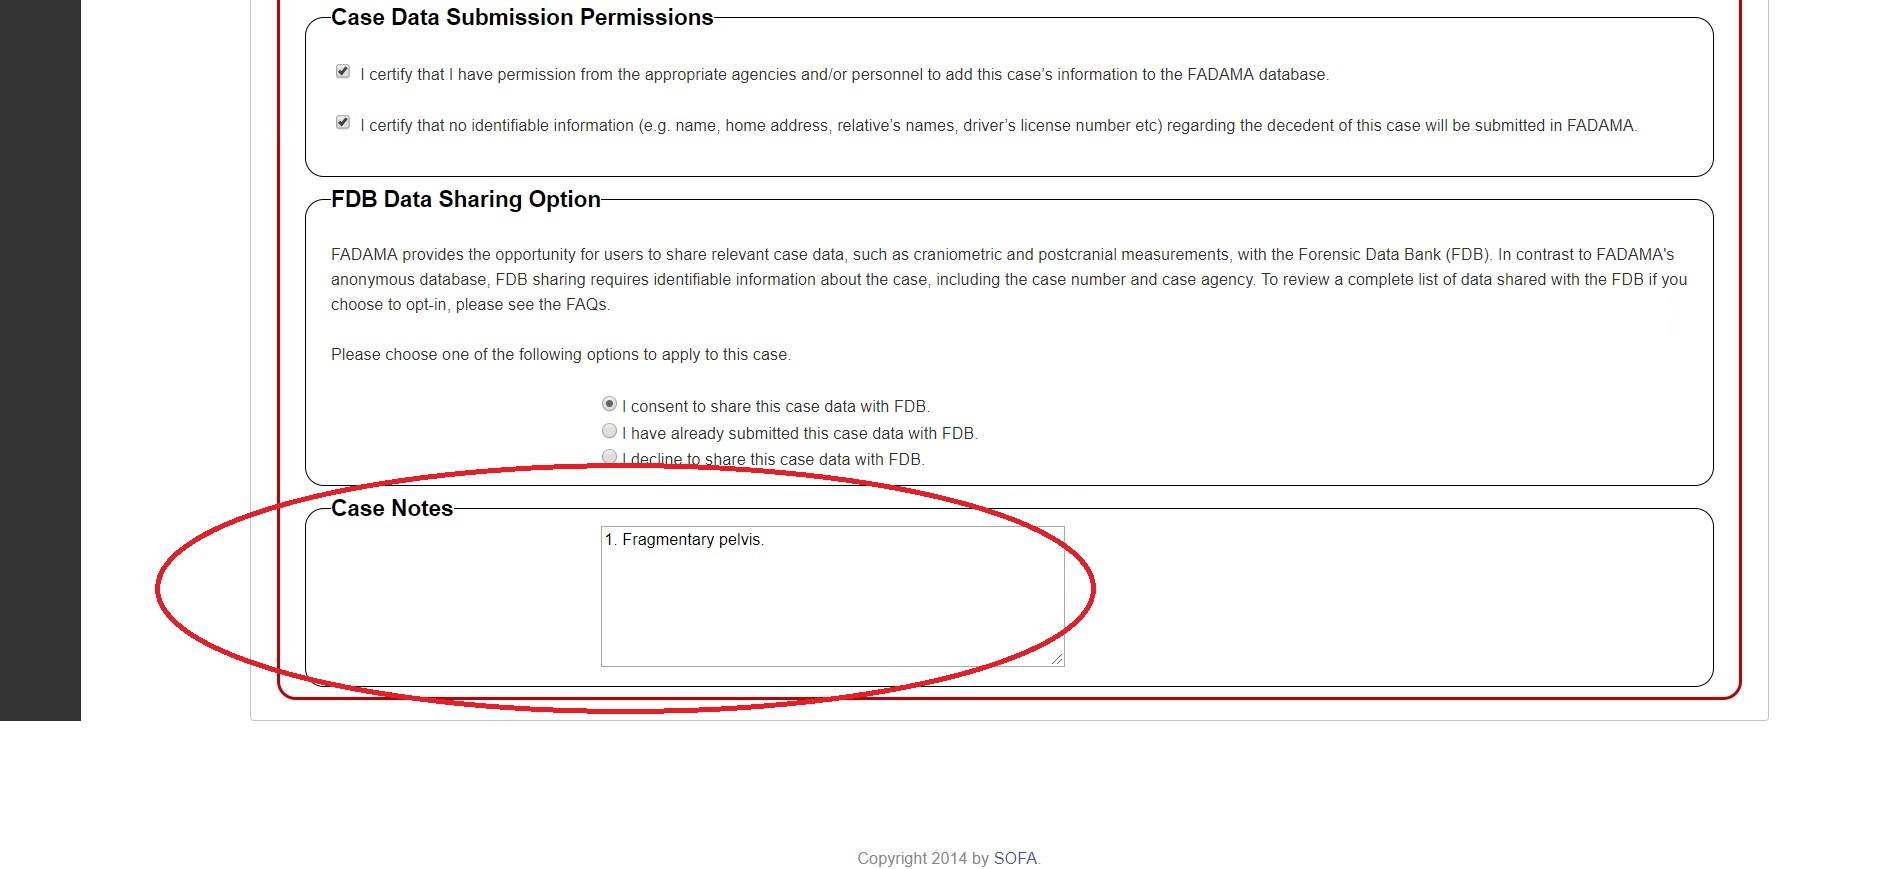 Case Data Submission Permissions
I certify that I have permission from the appropriate agencies and/or personnel to add this case’s information to the FADAMA database.
I certify that no identifiable information (e.g. name, home address, relative’s names, driver’s license number etc) regarding the decedent of this case will be submitted in FADAMA.
FDB Data Sharing Option
FADAMA provides the opportunity for users to share relevant case data, such as craniometric and postcranial measurements, with the Forensic Data Bank (FDB). In contrast to FADAMA's
anonymous database, FDB sharing requires identifiable information about the case, including the case number and case agency. To review a complete list of data shared with the FDB if you
choose to opt-in, please see the FAQs.
Please choose one of the following options to apply to this case.
I consent to share this case data with FDB.
I have already submitted this case data with FDB.
I decline to share this case data with FDB.
Case Notes
1. Fragmentary pelvis.
Copyright 2014 by SOFA.